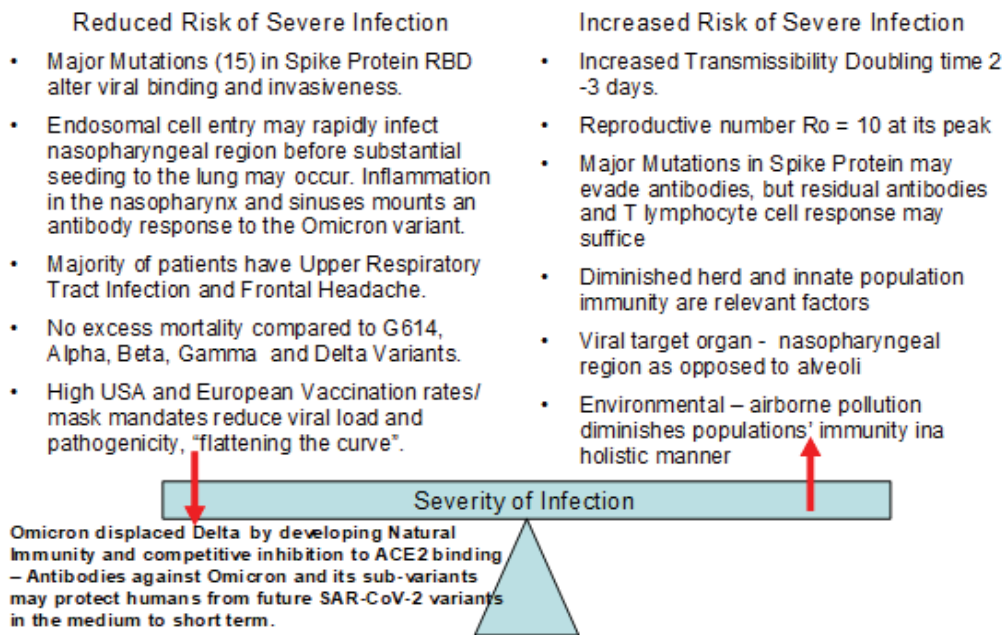 Reduced Risk of Severe Infection
• Major Mutations (15) in Spike Protein RBD
alter viral binding and invasiveness.
• Endosomal cell entry may rapidly infect
nasopharyngeal region before substantial
seeding to the lung may occur. Inflammation
in the nasopharynx and sinuses mounts an
antibody response to the Omicron variant.
• Majority of patients have Upper Respiratory
Tract Infection and Frontal Headache.
• No excess mortality compared to G614,
Alpha, Beta, Gamma and Delta Variants.
• High USA and European Vaccination rates/
mask mandates reduce viral load and
pathogenicity, “flattening the curve”.
Increased Risk of Severe Infection
• Increased Transmissibility Doubling time 2
-3 days.
• Reproductive number Ro = 10 at its peak
• Major Mutations in Spike Protein may
evade antibodies, but residual antibodies
and T lymphocyte cell response may
suffice
• Diminished herd and innate population
immunity are relevant factors
• Viral target organ - nasopharyngeal
region as opposed to alveoli
• Environmental – airborne pollution
diminishes populations’ immunity ina
holistic manner
Severity of Infection
Omicron displaced Delta by developing Natural
Immunity and competitive inhibition to ACE2 binding
– Antibodies against Omicron and its sub-variants
may protect humans from future SAR-CoV-2 variants
in the medium to short term.